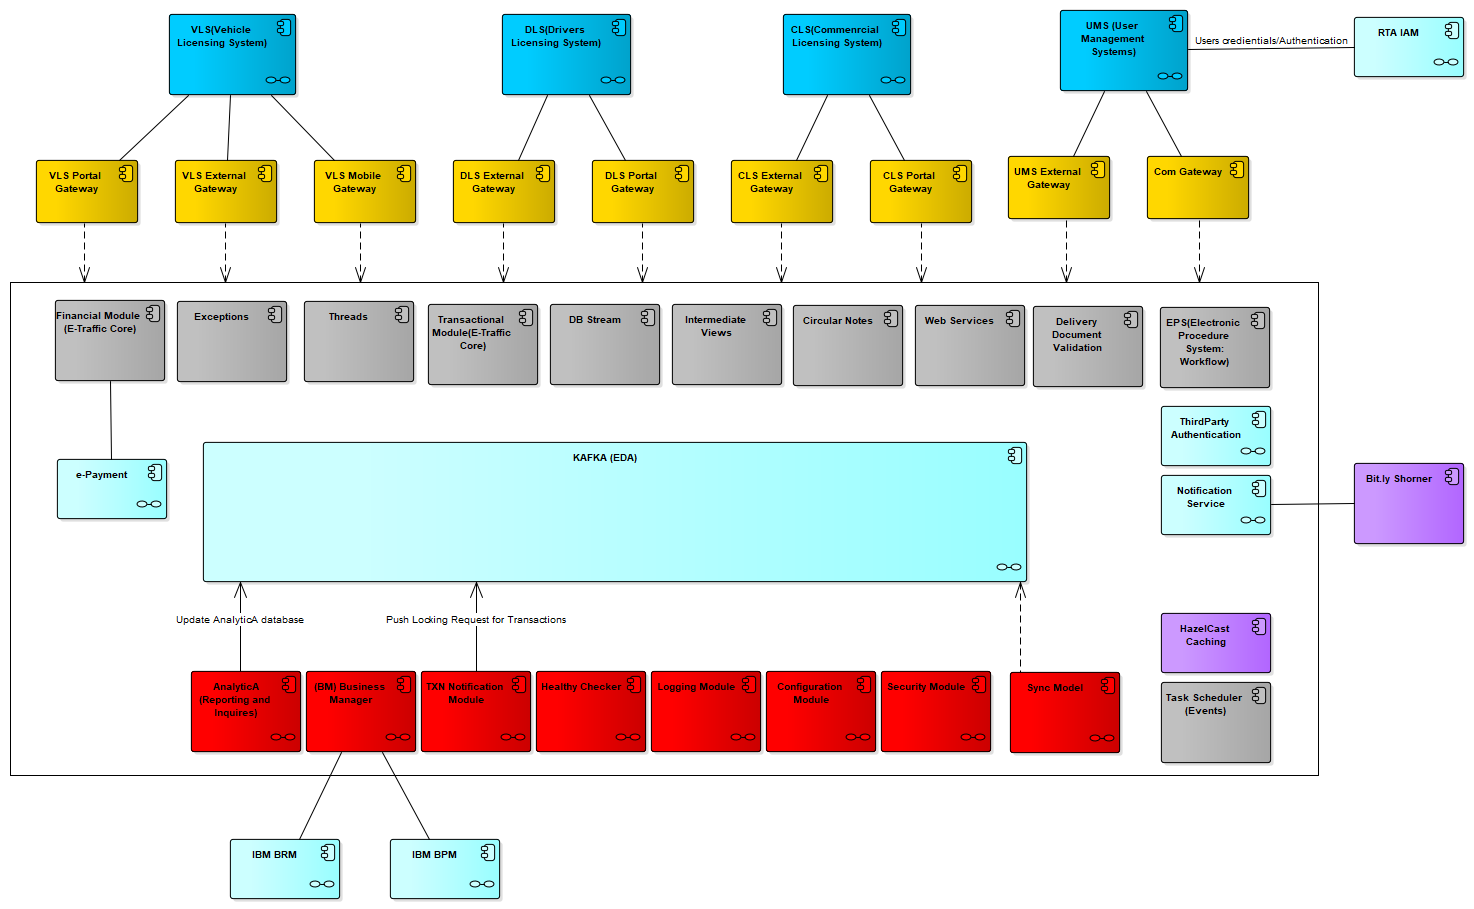 VLS(Vehicle
Licensing System)
DLS(Drivers
Licensing System)
CLS(Commenrcial
Licensing System)
UMS (User
Management
Systems)
Users credientials/Authentication
RTA IAM
VLS Portal
Gateway
VLS External
Gateway
VLS Mobile
Gateway
DLS External
Gateway
DLS Portal
Gateway
CLS External
Gateway
CLS Portal
Gateway
UMS External
Gateway
Com Gateway
Financial Module
(E-Traffic Core)
Exceptions
Threads
Transactional
Module(E-Traffic
Core)
DB Stream
Intermediate
Views
Circular Notes
Web Services
Delivery
Document
Validation
EPS(Electronic
Procedure
System:
Workflow)
e-Payment
KAFKA (EDA)
ThirdParty
Authentication
Notification
Service
Bit.ly Shorner
Update AnalyticA database
Push Locking Request for Transactions
HazelCast
Caching
AnalyticA
(Reporting and
Inquires)
(BM) Business
Manager
TXN Notification
Module
Healthy Checker
Logging Module
Configuration
Module
Security Module
Sync Model
Task Scheduler
(Events)
IBM BRM
IBM BPM